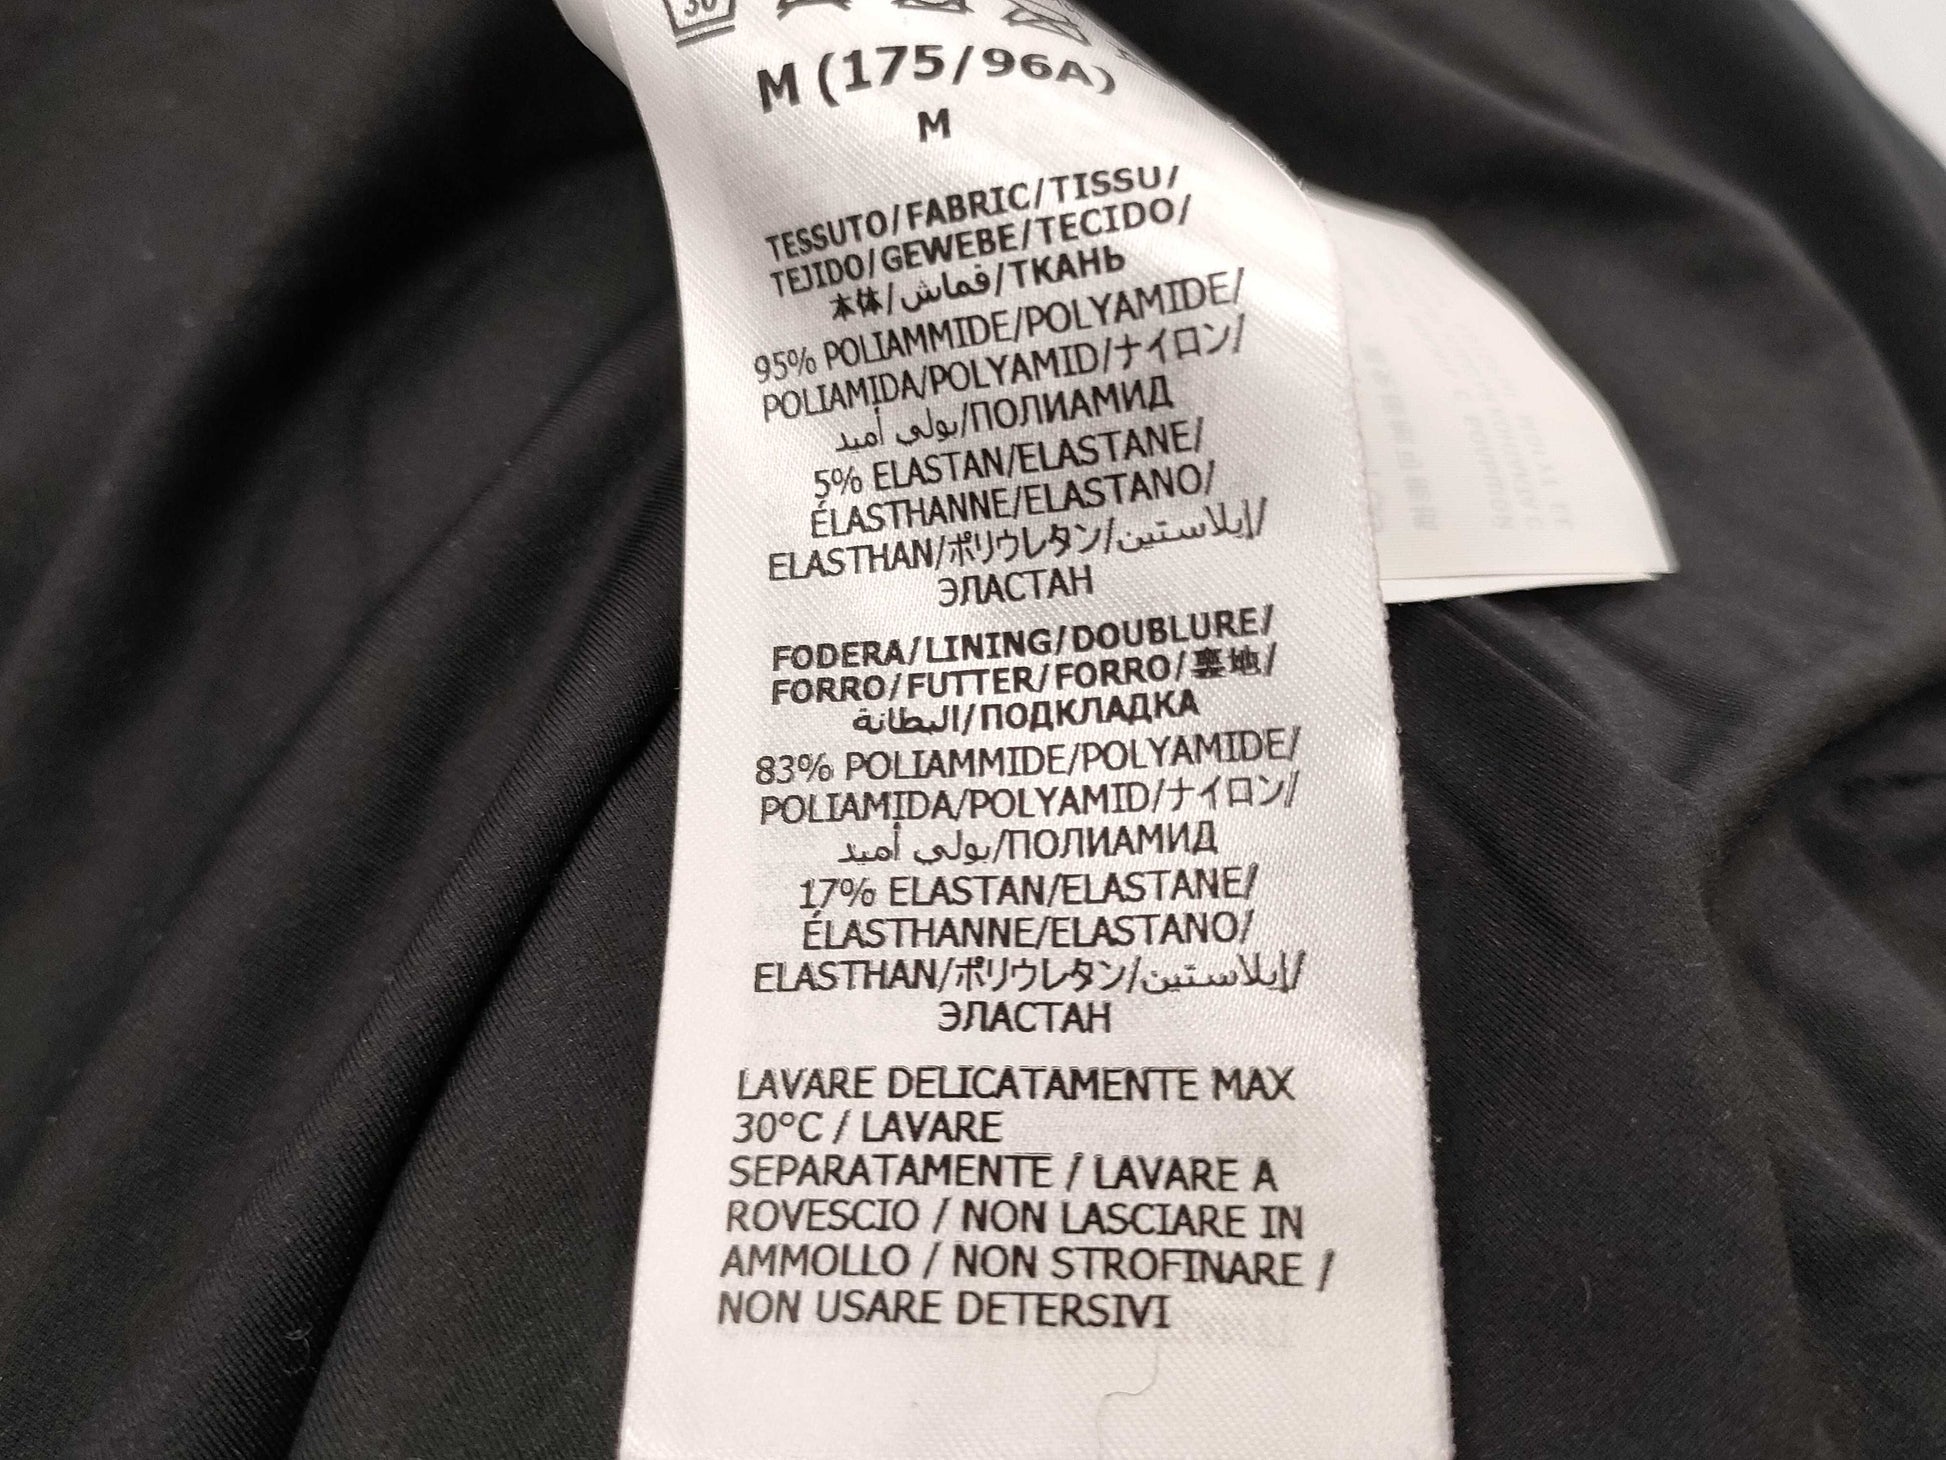 30
M (175/96A)
M
TESSUTO/FABRIC/TISSU/
TEJIDO/GEWEBE/TECIDO/
本体/قماش/ТКАНЬ
95% POLIAMMIDE/POLYAMIDE/
POLIAMIDA/POLYAMID/ナイロン/
بولي أميد/ПОЛИАМИД
5% ELASTAN/ELASTANE/
ÉLASTHANNE/ELASTANO/
ELASTHAN/ポリウレタン/إيلاستين/
ЭЛАСТАН
FODERA/LINING/DOUBLURE/
FORRO/FUTTER/FORRO/裏地/
البطانة/ПОДКЛАДКА
83% POLIAMMIDE/POLYAMIDE/
POLIAMIDA/POLYAMID/ナイロン/
بولي أميد/ПОЛИАМИД
17% ELASTAN/ELASTANE/
ÉLASTHANNE/ELASTANO/
ELASTHAN/ポリウレタン/إيلاستين/
ЭЛАСТАН
LAVARE DELICATAMENTE MAX
30°C / LAVARE
SEPARATAMENTE / LAVARE A
ROVESCIO / NON LASCIARE IN
AMMOLLO / NON STROFINARE /
NON USARE DETERSIVI